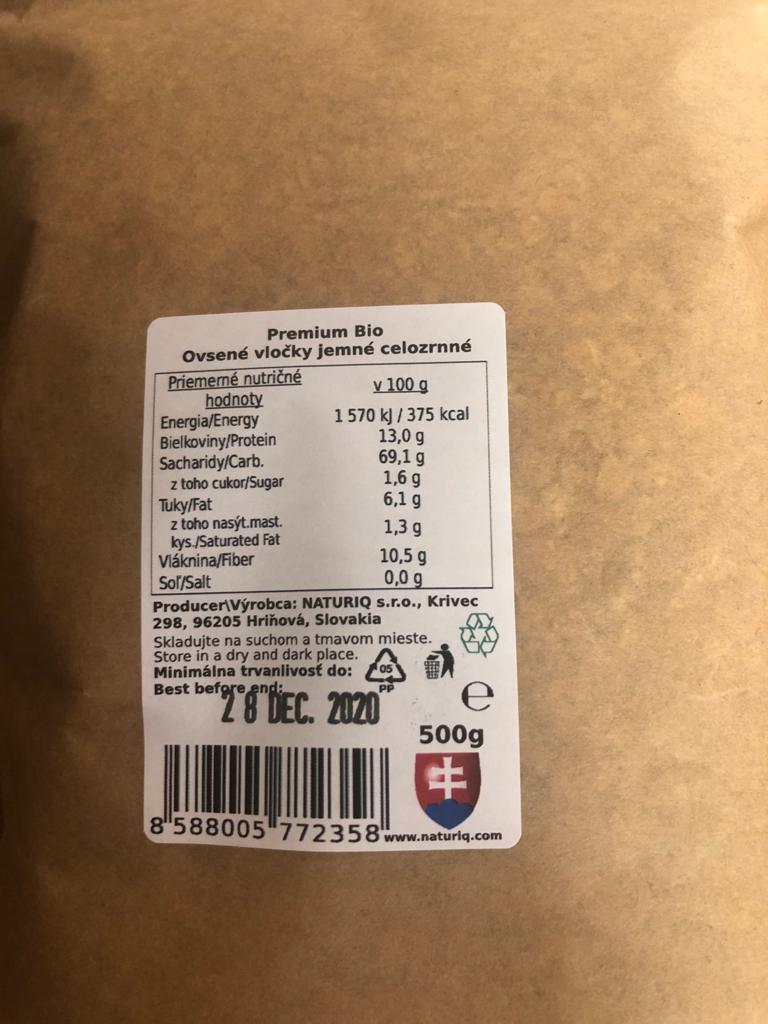 Premium Bio
Ovsené vločky jemné celozrnné
Priemerné nutričné
hodnoty
v 100 g
Energia/Energy 1 570 kJ / 375 kcal
Bielkoviny/Protein 13,0 g
Sacharidy/Carb. 69,1 g
z toho cukor/Sugar 1,6 g
Tuky/Fat 6,1 g
z toho nasýt.mast.
kys./Saturated Fat 1,3 g
Vláknina/Fiber 10,5 g
Soľ/Salt 0,0 g
Producer\Výrobca: NATURIQ s.r.o., Krivec
298, 96205 Hriňová, Slovakia
Skladujte na suchom a tmavom mieste.
Store in a dry and dark place.
Minimálna trvanlivosť do:
Best before end:
05
PP
28 DEC. 2020
e
500g
8 588005 772358
www.naturiq.com